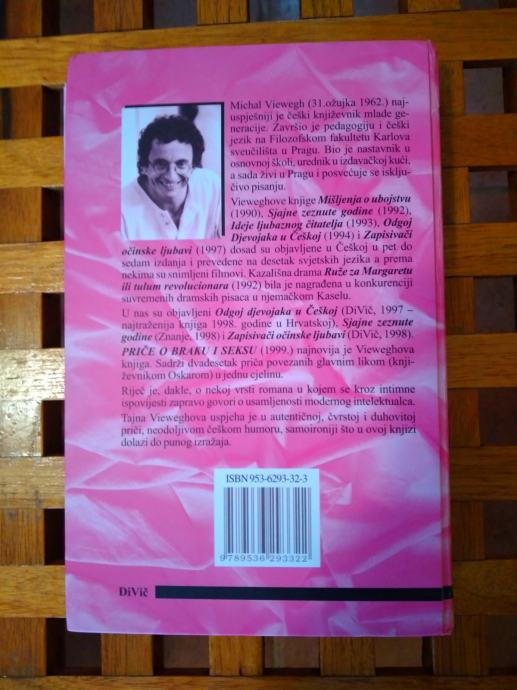 Michal Viewegh (31.ožujka 1962.) naj-
uspješniji je češki književnik mlade ge-
neracije. Završio je pedagogiju i češki
jezik na Filozofskom fakultetu Karlova
sveučilišta u Pragu. Bio je nastavnik u
osnovnoj školi, urednik u izdavačkoj kući,
a sada živi u Pragu i posvećuje se isklju-
čivo pisanju.
Vieweghove knjige Mišljenja o ubojstvu
(1990), Sjajne zeznute godine (1992),
Ideje ljubaznog čitatelja (1993), Odgoj
Djevojaka u Češkoj (1994) i Zapisivači
očinske ljubavi (1997) dosad su objavljene u Češkoj u pet do
sedam izdanja i prevedene na desetak svjetskih jezika a prema
nekima su snimljeni filmovi. Kazališna drama Ruže za Margaretu
ili tulum revolucionara (1992) bila je nagrađena u konkurenciji
suvremenih dramskih pisaca u njemačkom Kaselu.
U nas su objavljeni Odgoj djevojaka u Češkoj (DiVič, 1997 –
najtraženija knjiga 1998. godine u Hrvatskoj), Sjajne zeznute
godine (Znanje, 1998) i Zapisivači očinske ljubavi (DiVič, 1998).
PRIČE O BRAKU I SEKSU (1999.) najnovija je Vieweghova
knjiga. Sadrži dvadesetak priča povezanih glavnim likom (knji-
ževnikom Oskarom) u jednu cjelinu.
Riječ je, dakle, o nekoj vrsti romana u kojem se kroz intimne
ispovijesti zapravo govori o usamljenosti modernog intelektualca.
Tajna Vieweghova uspjeha je u autentičnoj, čvrstoj i duhovitoj
priči, neodoljivom češkom humoru, samoironiji što u ovoj knjizi
dolazi do punog izražaja.
ISBN 953-6293-32-3
9 789536 293322
DiVič